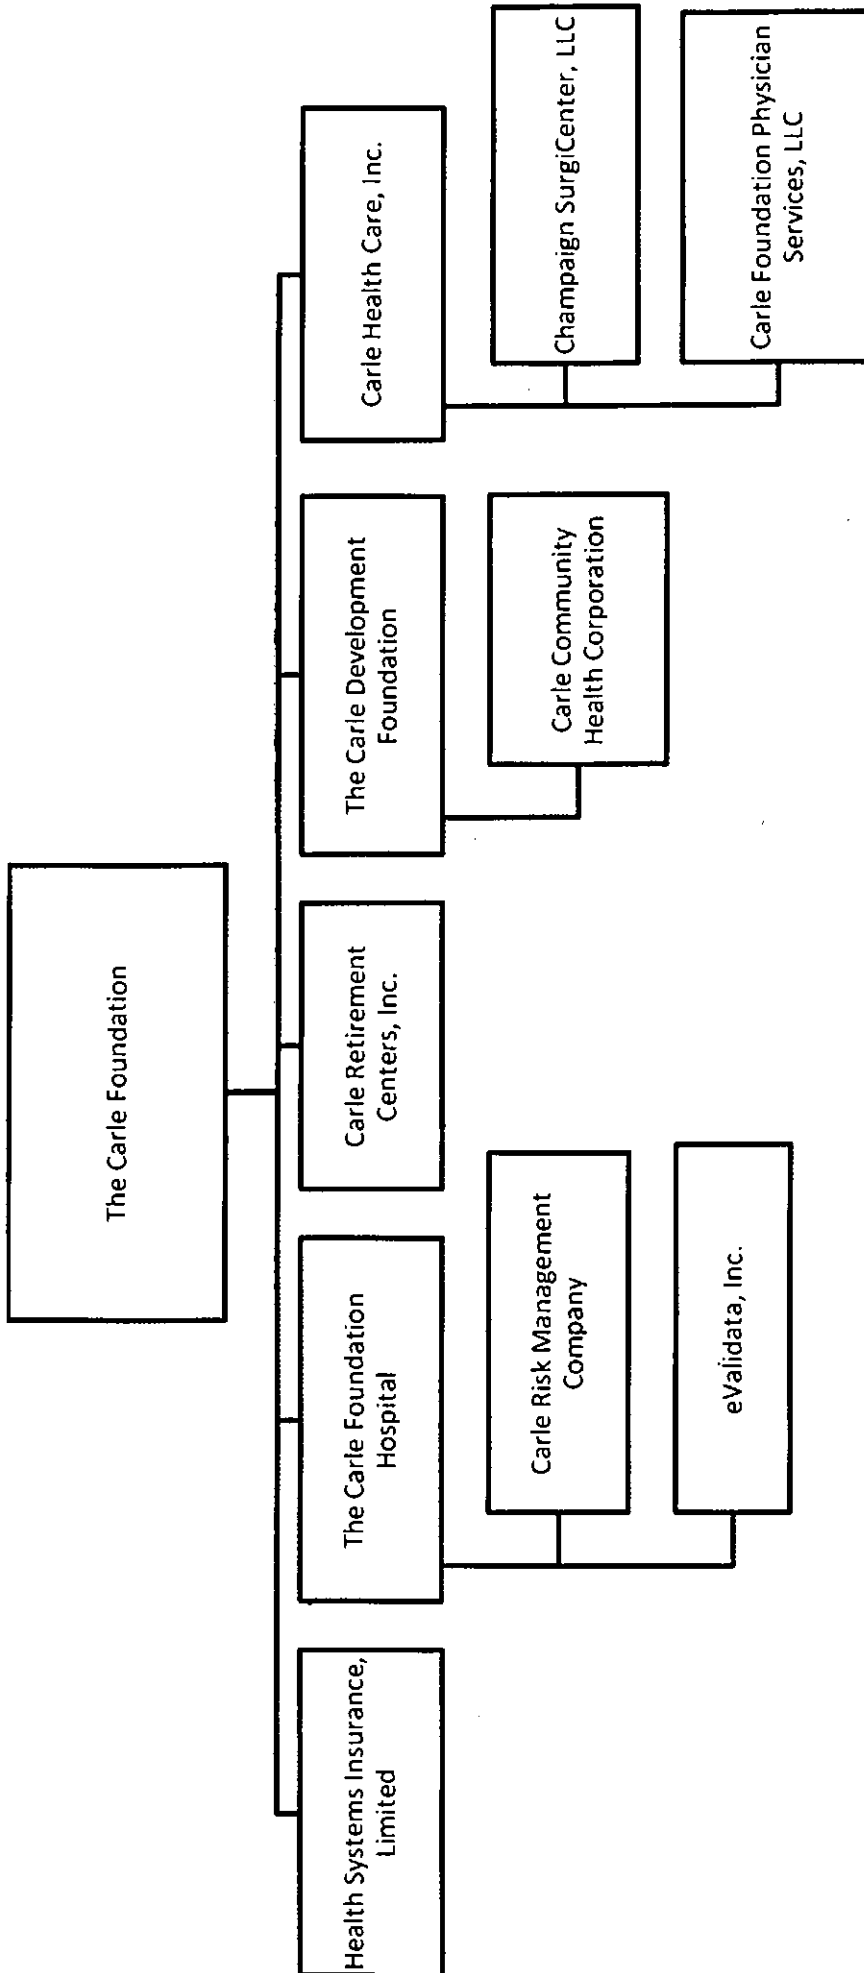 The Carle Foundation
Health Systems Insurance,
Limited
The Carle Foundation
Hospital
Carle Retirement
Centers, Inc.
The Carle Development
Foundation
Carle Health Care, Inc.
Carle Risk Management
Company
eValidata, Inc.
Carle Community
Health Corporation
Champaign SurgiCenter, LLC
Carle Foundation Physician
Services, LLC